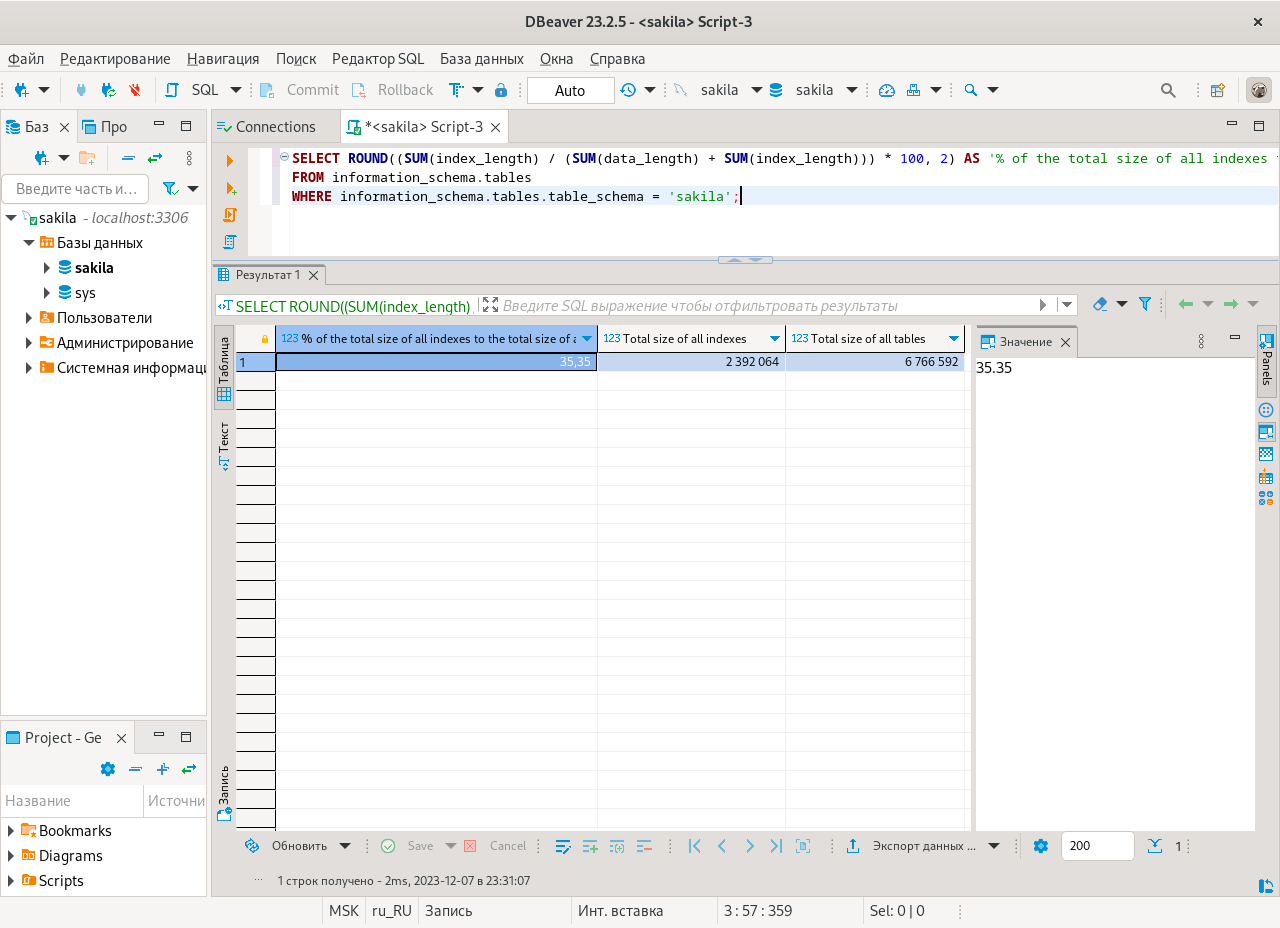 DBeaver 23.2.5 - <sakila> Script-3
Файл Редактирование Навигация Поиск Редактор SQL База данных Окна Справка
SQL Commit Rollback Auto sakila sakila
Баз Про
Введите часть и...
sakila - localhost:3306
Базы данных
sakila
sys
Пользователи
Администрирование
Системная информац
Project - Ge
Название Источни
Bookmarks
Diagrams
Scripts
Connections *<sakila> Script-3
SELECT ROUND((SUM(index_length) / (SUM(data_length) + SUM(index_length))) * 100, 2) AS '% of the total size of all indexes
FROM information_schema.tables
WHERE information_schema.tables.table_schema = 'sakila';
Результат 1
SELECT ROUND((SUM(index_length) Введите SQL выражение чтобы отфильтровать результаты
Таблица
Текст
Запись
123 % of the total size of all indexes to the total size of a 123 Total size of all indexes 123 Total size of all tables
1 35,35 2 392 064 6 766 592
Значение
35.35
Panels
Обновить Save Cancel Экспорт данных ... 200 1
1 строк получено - 2ms, 2023-12-07 в 23:31:07
MSK ru_RU Запись Инт. вставка 3 : 57 : 359 Sel: 0 | 0